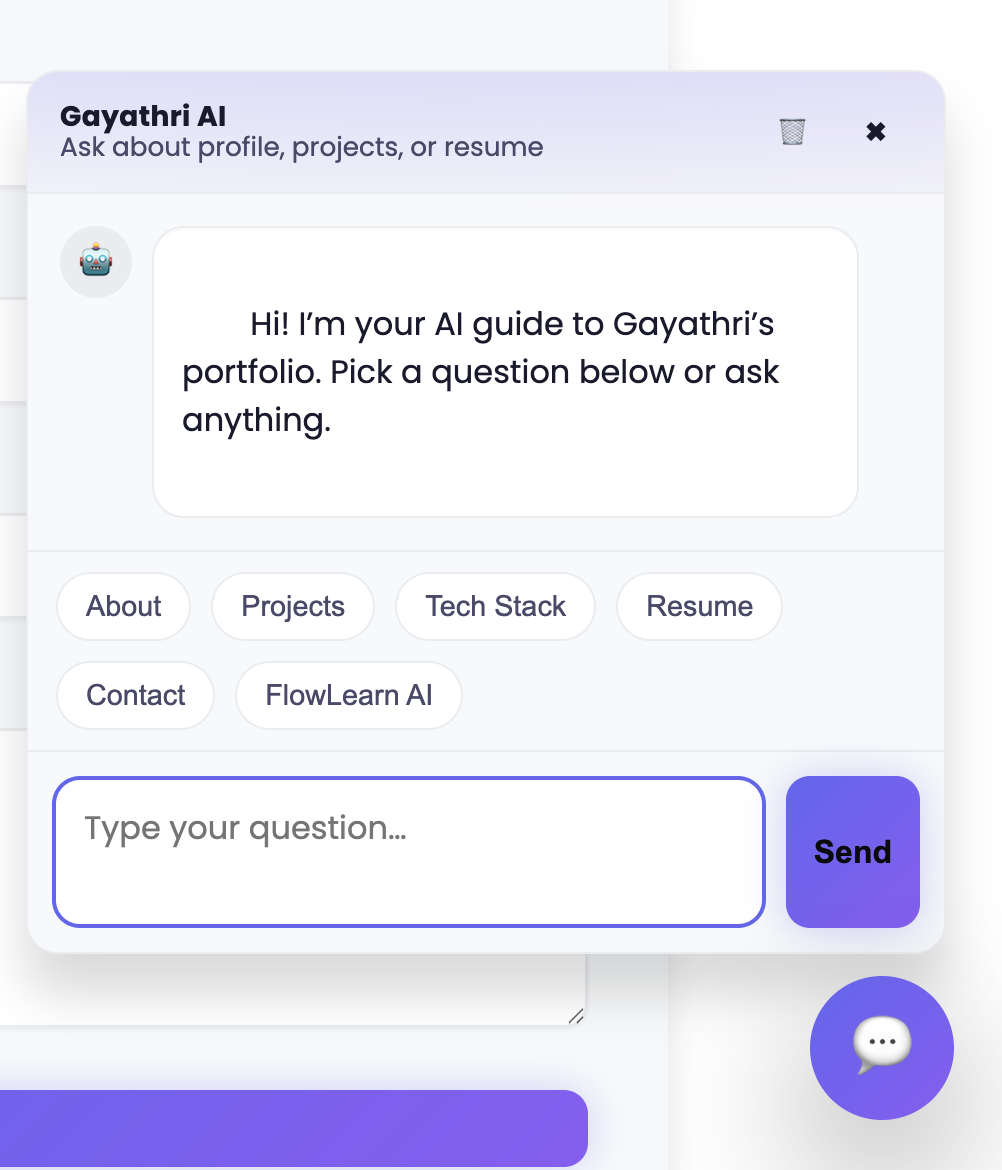 Gayathri AI
Ask about profile, projects, or resume
Hi! I’m your AI guide to Gayathri’s
portfolio. Pick a question below or ask
anything.
About
Projects
Tech Stack
Resume
Contact
FlowLearn AI
Type your question…
Send